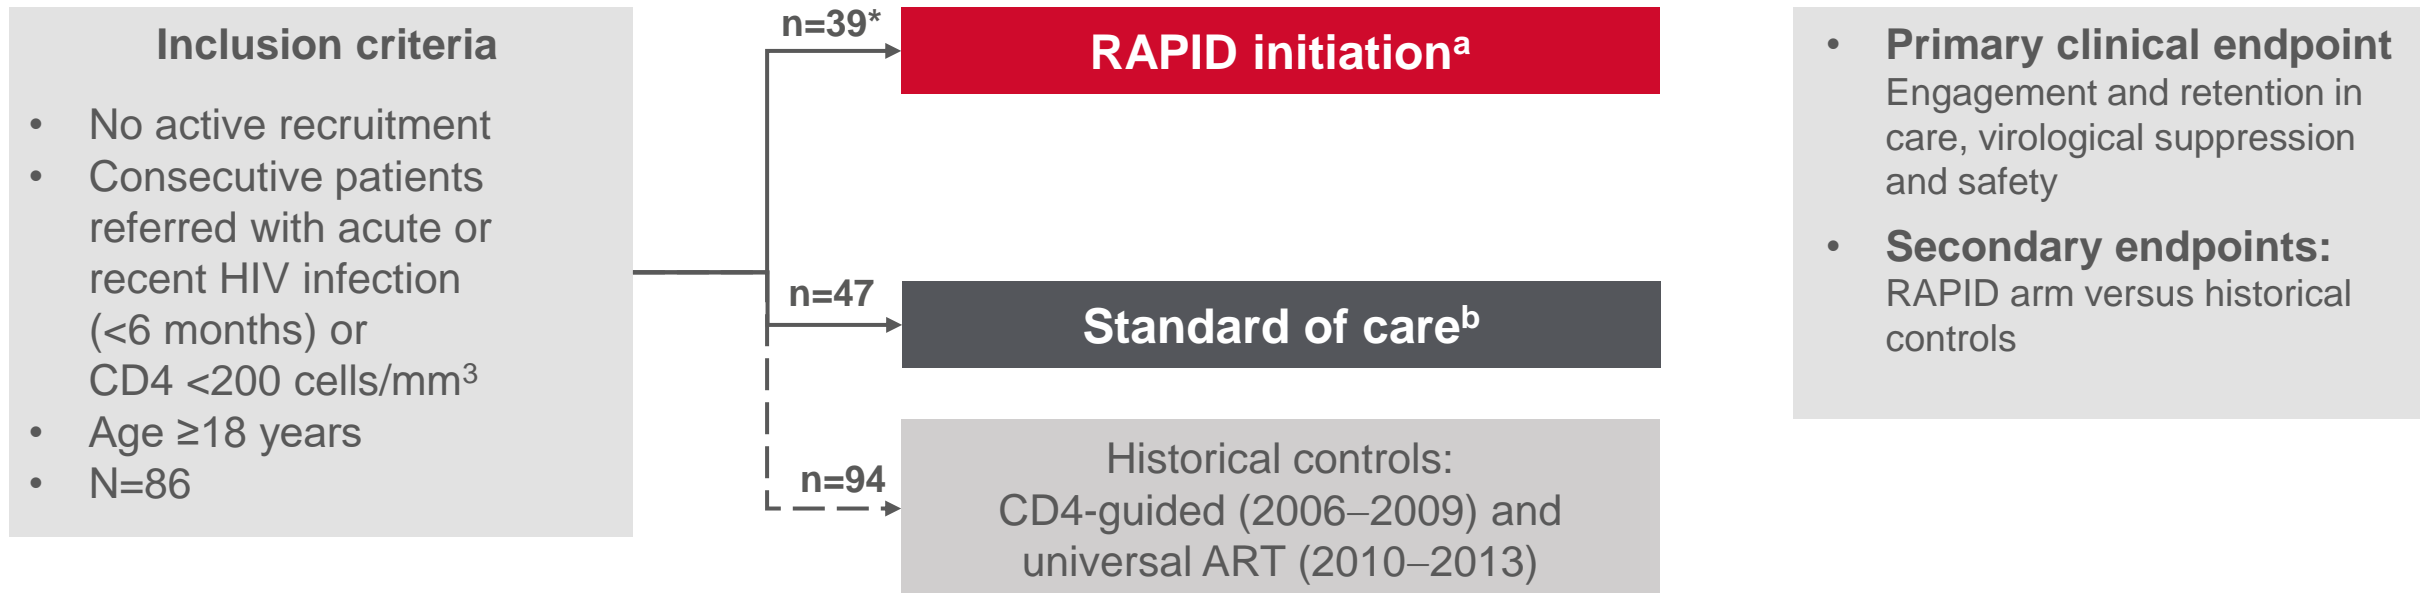 Inclusion criteria
• No active recruitment
• Consecutive patients
referred with acute or
recent HIV infection
(<6 months) or
CD4 <200 cells/mm³
• Age ≥18 years
• N=86
n=39*
RAPID initiationᵃ
n=47
Standard of careᵇ
n=94
Historical controls:
CD4-guided (2006–2009) and
universal ART (2010–2013)
• Primary clinical endpoint
Engagement and retention in
care, virological suppression
and safety
• Secondary endpoints:
RAPID arm versus historical
controls